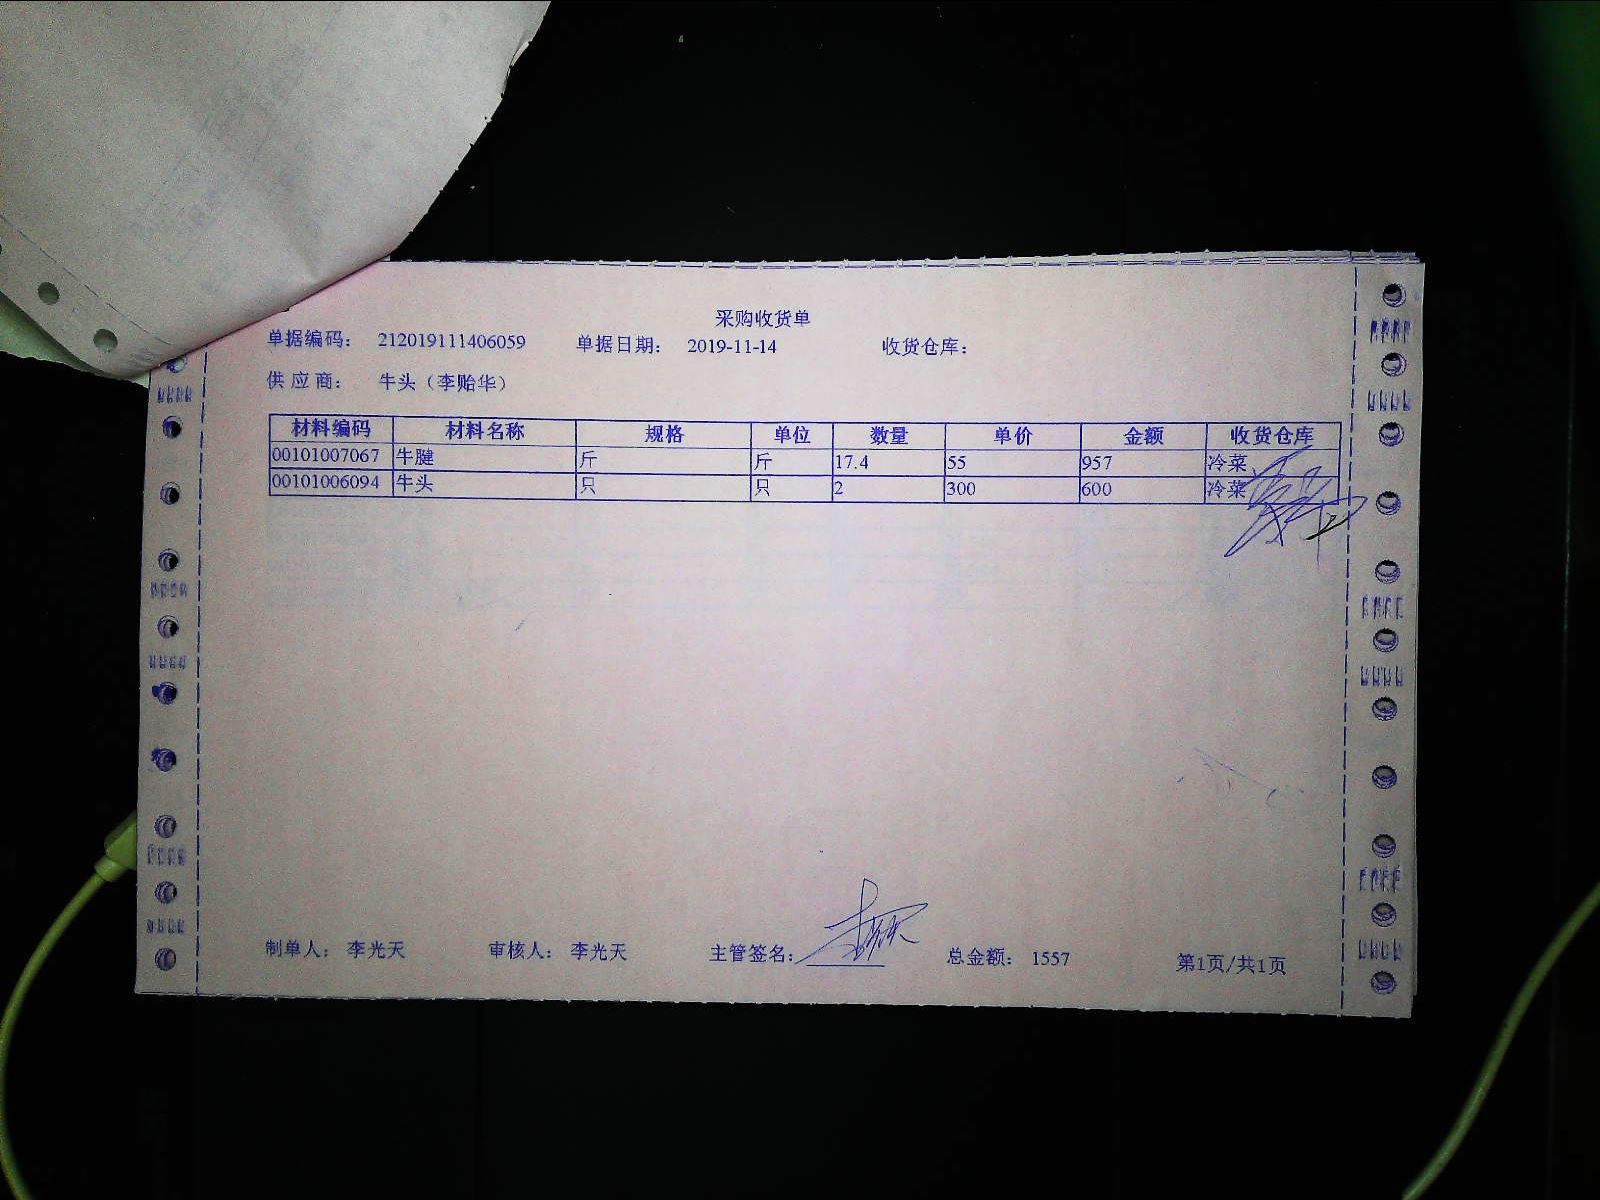 采购收货单
单据编码： 212019111406059 单据日期： 2019-11-14 收货仓库：
供应商： 牛头（李贻华）
材料编码 材料名称 规格 单位 数量 单价 金额 收货仓库
00101007067 牛腱 斤 斤 17.4 55 957 冷菜
00101006094 牛头 只 只 2 300 600 冷菜
制单人： 李光天 审核人： 李光天 主管签名： 总金额： 1557 第1页/共1页